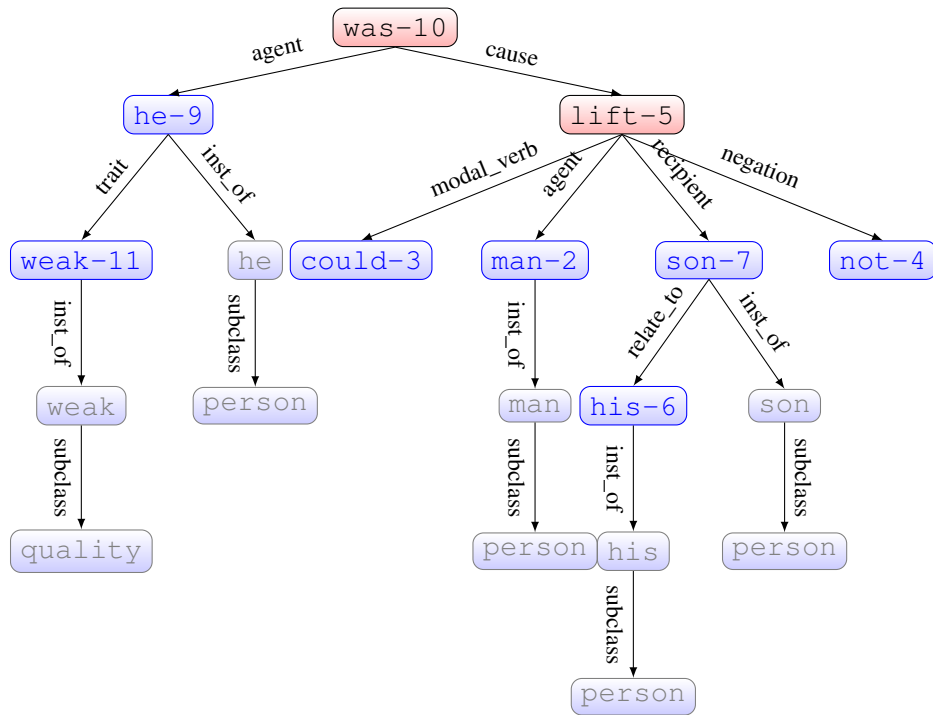 was-10
agent cause
he-9 lift-5
trait inst_of modal_verb agent recipient negation
weak-11 he could-3 man-2 son-7 not-4
inst_of subclass inst_of relate_to inst_of
weak person man his-6 son
subclass subclass inst_of subclass
quality person his person
subclass
person